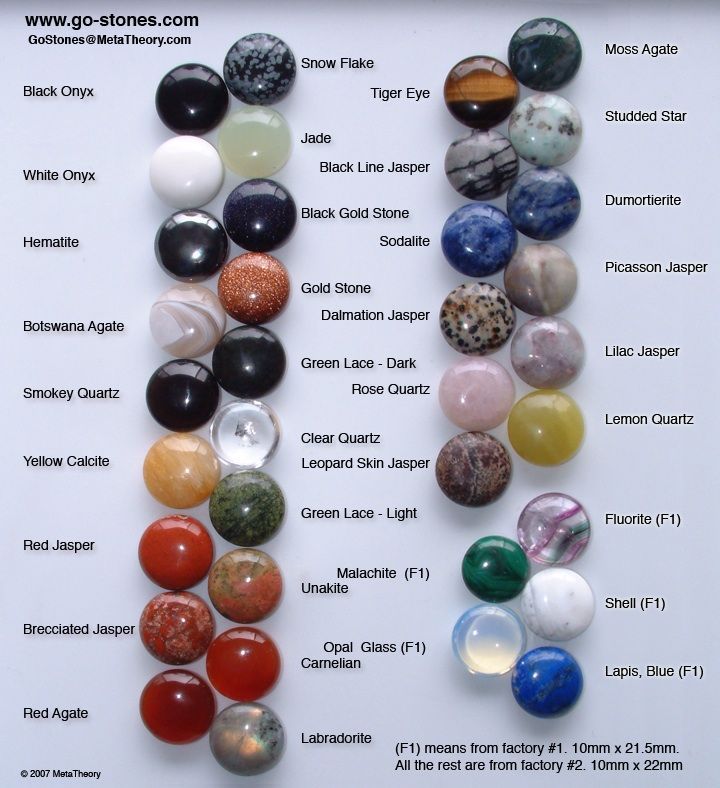 www.go-stones.com
GoStones@MetaTheory.com
Black Onyx
White Onyx
Hematite
Botswana Agate
Smokey Quartz
Yellow Calcite
Red Jasper
Brecciated Jasper
Red Agate
Snow Flake
Jade
Black Gold Stone
Gold Stone
Green Lace - Dark
Clear Quartz
Green Lace - Light
Unakite
Carnelian
Labradorite
Tiger Eye
Black Line Jasper
Sodalite
Dalmation Jasper
Rose Quartz
Leopard Skin Jasper
Malachite (F1)
Opal Glass (F1)
Moss Agate
Studded Star
Dumortierite
Picasson Jasper
Lilac Jasper
Lemon Quartz
Fluorite (F1)
Shell (F1)
Lapis, Blue (F1)
(F1) means from factory #1. 10mm x 21.5mm.
All the rest are from factory #2. 10mm x 22mm
© 2007 MetaTheory